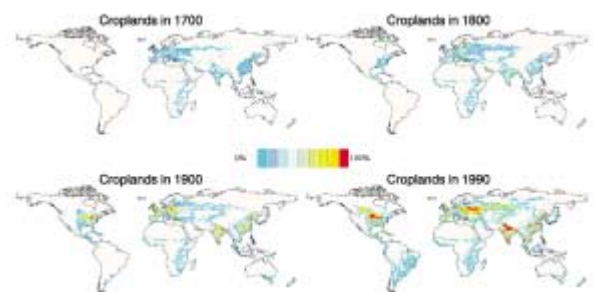 Croplands in 1700
Croplands in 1800
0%
100%
Croplands in 1900
Croplands in 1990